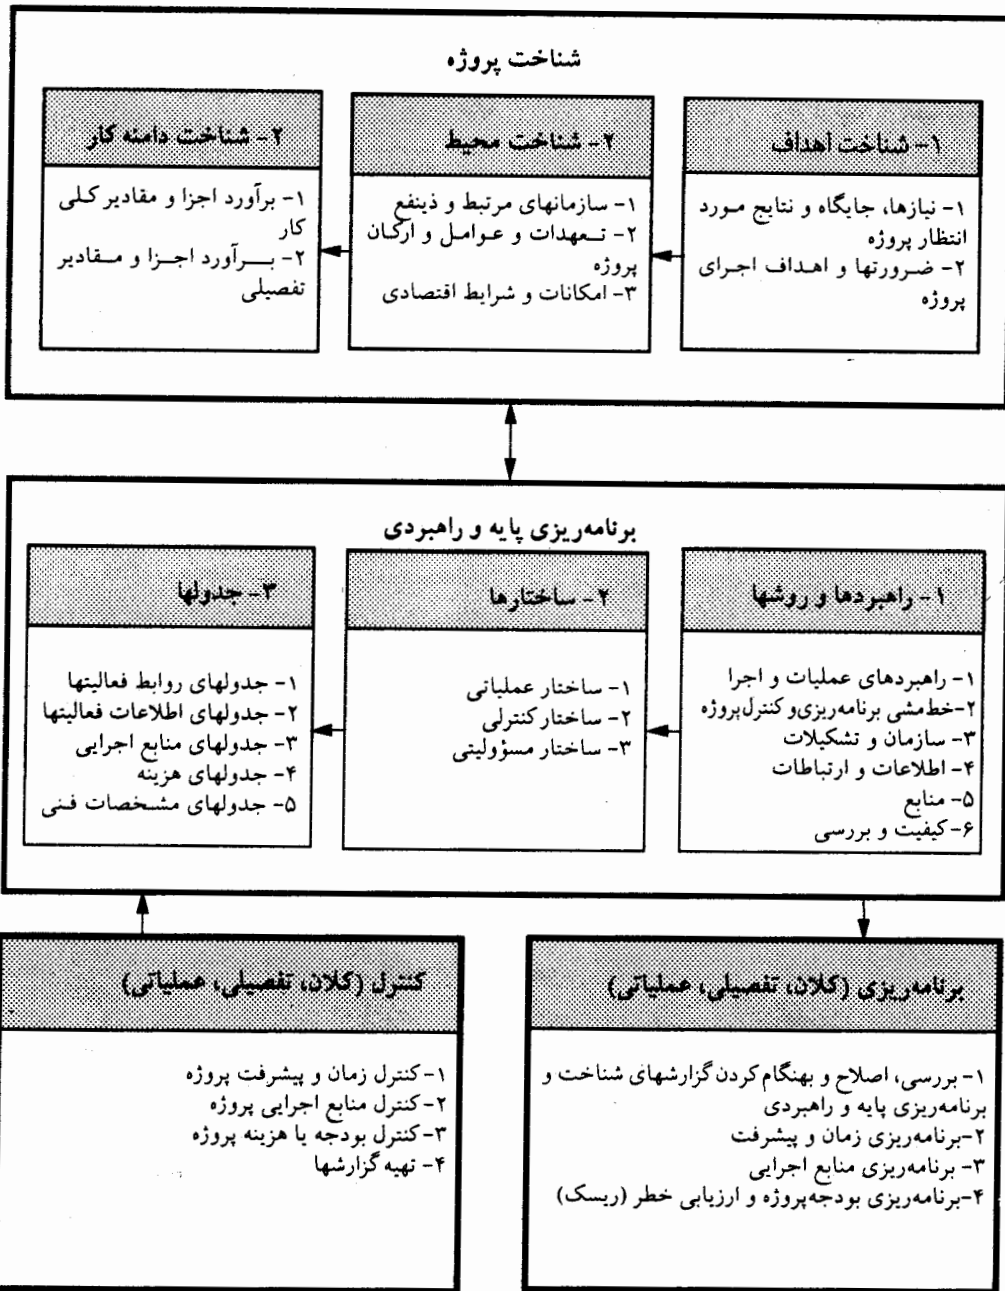 شناخت پروژه
۱- شناخت اهداف
۱- نیازها، جایگاه و نتایج مورد
انتظار پروژه
۲- ضرورتها و اهداف اجرای
پروژه
۲- شناخت محیط
۱- سازمانهای مرتبط و ذینفع
۲- تعهدات و عوامل و ارکان
پروژه
۳- امکانات و شرایط اقتصادی
۲- شناخت دامنه کار
۱- برآورد اجزا و مقادیر کلی
کار
۲- برآورد اجزا و مقادیر
تفصیلی
برنامه‌ریزی پایه و راهبردی
۱- راهبردها و روشها
۱- راهبردهای عملیات و اجرا
۲- خط‌مشی برنامه‌ریزی و کنترل پروژه
۳- سازمان و تشکیلات
۴- اطلاعات و ارتباطات
۵- منابع
۶- کیفیت و بررسی
۲- ساختارها
۱- ساختار عملیاتی
۲- ساختار کنترلی
۳- ساختار مسؤولیتی
۳- جدولها
۱- جدولهای روابط فعالیتها
۲- جدولهای اطلاعات فعالیتها
۳- جدولهای منابع اجرایی
۴- جدولهای هزینه
۵- جدولهای مشخصات فنی
برنامه‌ریزی (کلان، تفصیلی، عملیاتی)
۱- بررسی، اصلاح و بهنگام کردن گزارشهای شناخت و
برنامه‌ریزی پایه و راهبردی
۲- برنامه‌ریزی زمان و پیشرفت
۳- برنامه‌ریزی منابع اجرایی
۴- برنامه‌ریزی بودجه پروژه و ارزیابی خطر (ریسک)
کنترل (کلان، تفصیلی، عملیاتی)
۱- کنترل زمان و پیشرفت پروژه
۲- کنترل منابع اجرایی پروژه
۳- کنترل بودجه یا هزینه پروژه
۴- تهیه گزارشها